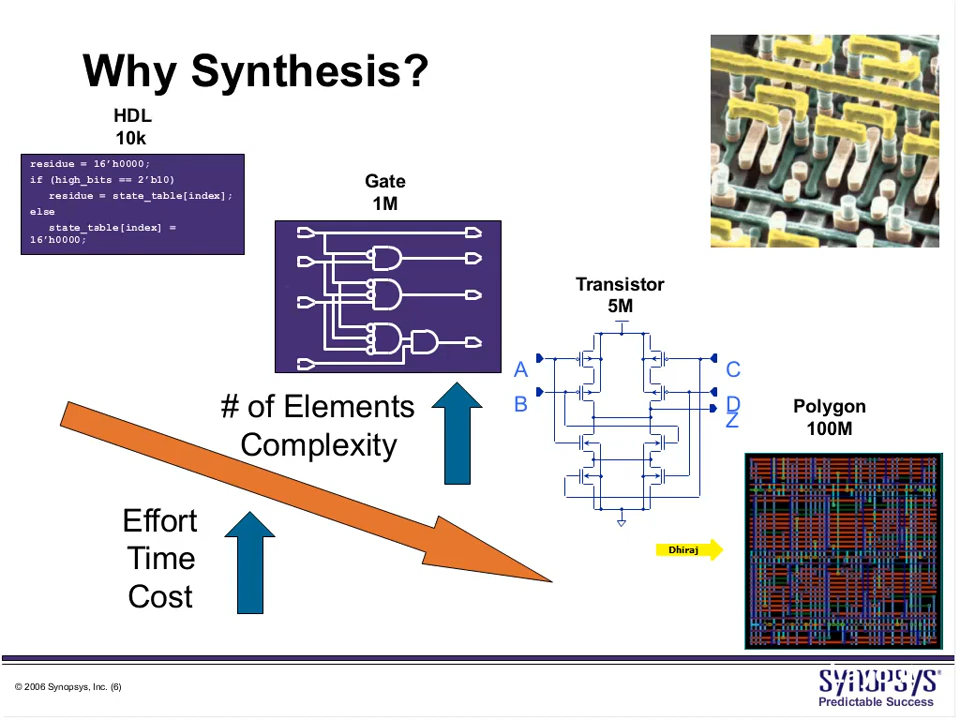 Why Synthesis?
HDL
10k
residue = 16’h0000;
if (high_bits == 2’b10)
residue = state_table[index];
else
state_table[index] =
16’h0000;
Gate
1M
Transistor
5M
A
B
C
D
Z
# of Elements
Complexity
Polygon
100M
Effort
Time
Cost
Dhiraj
© 2006 Synopsys, Inc. (6)
SYNOPSYS®
Predictable Success